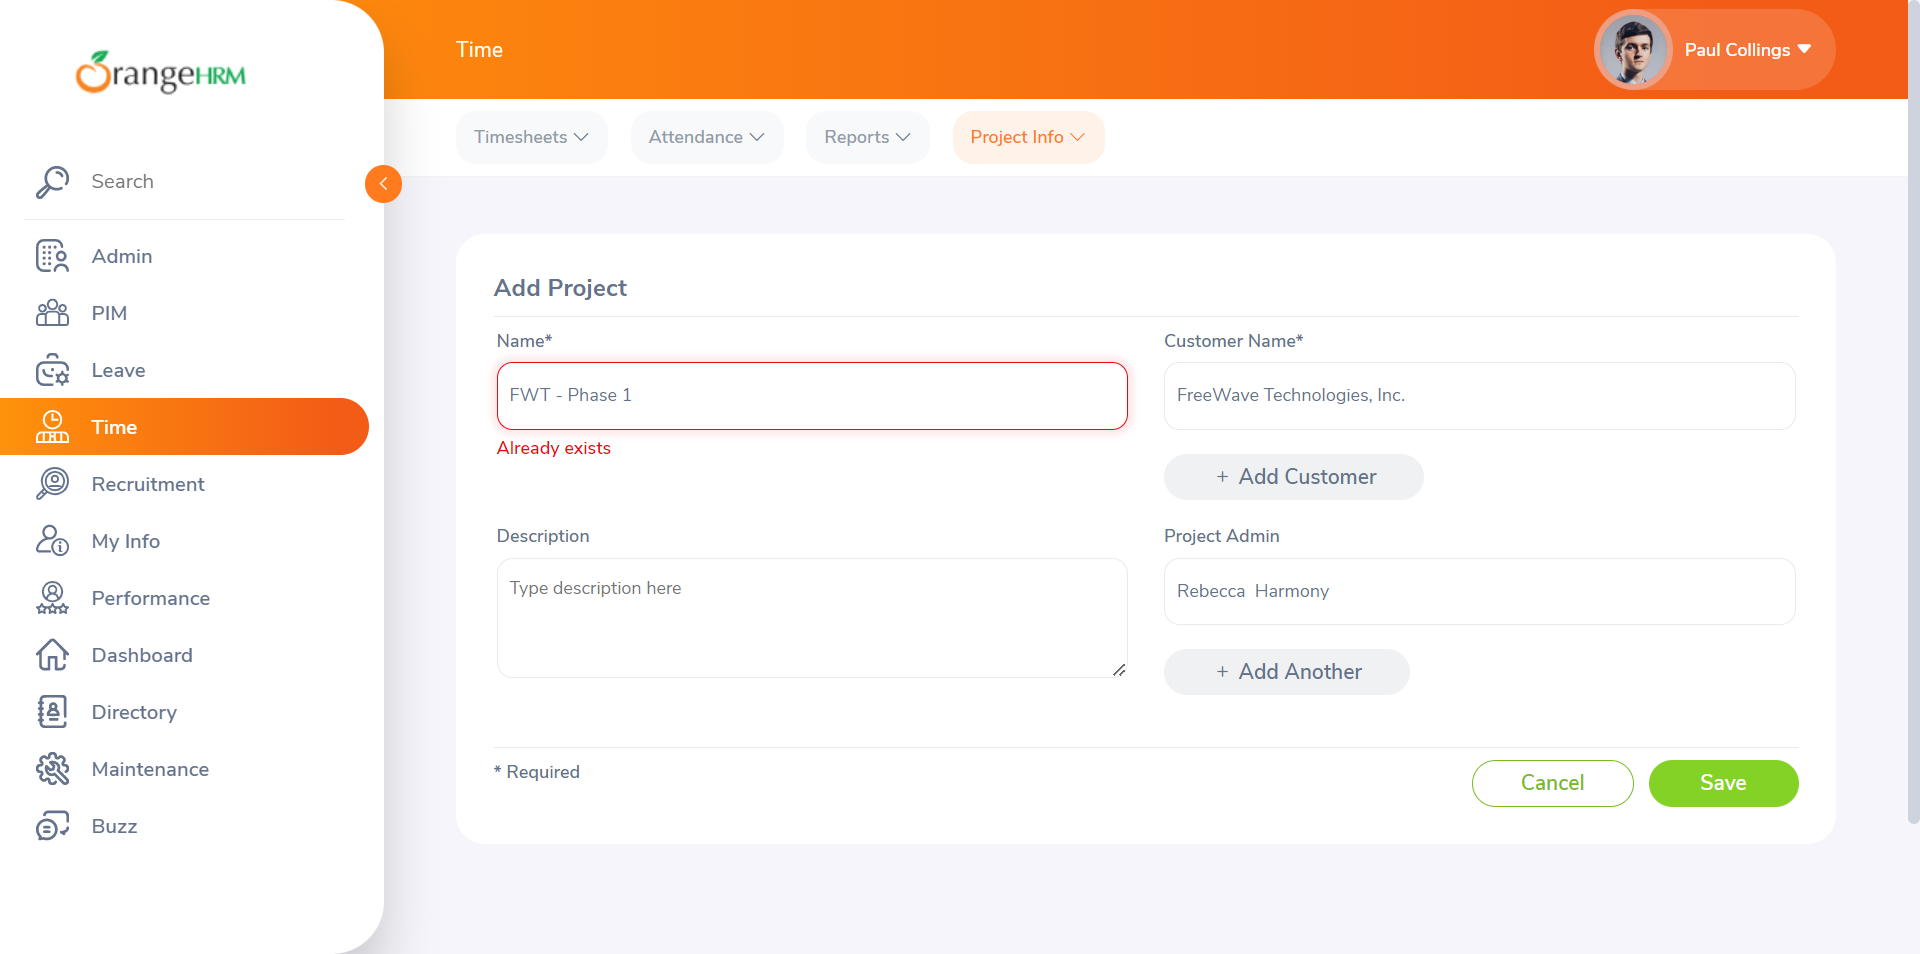 OrangeHRM
Time
Paul Collings
Timesheets
Attendance
Reports
Project Info
Search
Admin
PIM
Leave
Time
Recruitment
My Info
Performance
Dashboard
Directory
Maintenance
Buzz
Add Project
Name*
FWT - Phase 1
Already exists
Customer Name*
FreeWave Technologies, Inc.
+ Add Customer
Description
Type description here
Project Admin
Rebecca  Harmony
+ Add Another
* Required
Cancel
Save